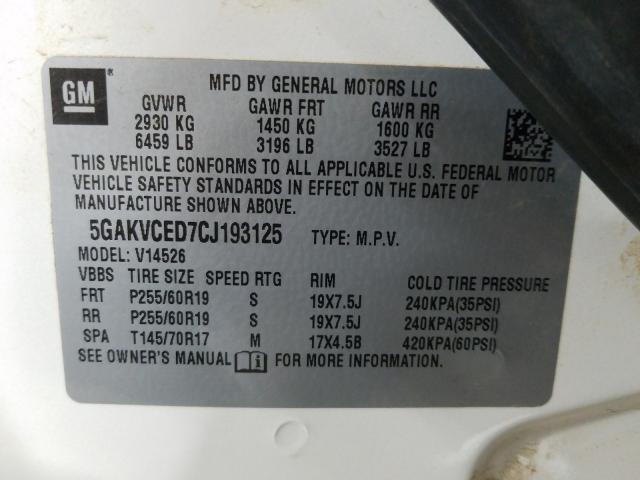 GM
MFD BY GENERAL MOTORS LLC
GVWR GAWR FRT GAWR RR
2930 KG 1450 KG 1600 KG
6459 LB 3196 LB 3527 LB
THIS VEHICLE CONFORMS TO ALL APPLICABLE U.S. FEDERAL MOTOR
VEHICLE SAFETY STANDARDS IN EFFECT ON THE DATE OF
MANUFACTURE SHOWN ABOVE.
5GAKVCED7CJ193125 TYPE: M.P.V.
MODEL: V14526
VBBS TIRE SIZE SPEED RTG RIM COLD TIRE PRESSURE
FRT P255/60R19 S 19X7.5J 240KPA(35PSI)
RR P255/60R19 S 19X7.5J 240KPA(35PSI)
SPA T145/70R17 M 17X4.5B 420KPA(60PSI)
SEE OWNER'S MANUAL FOR MORE INFORMATION.